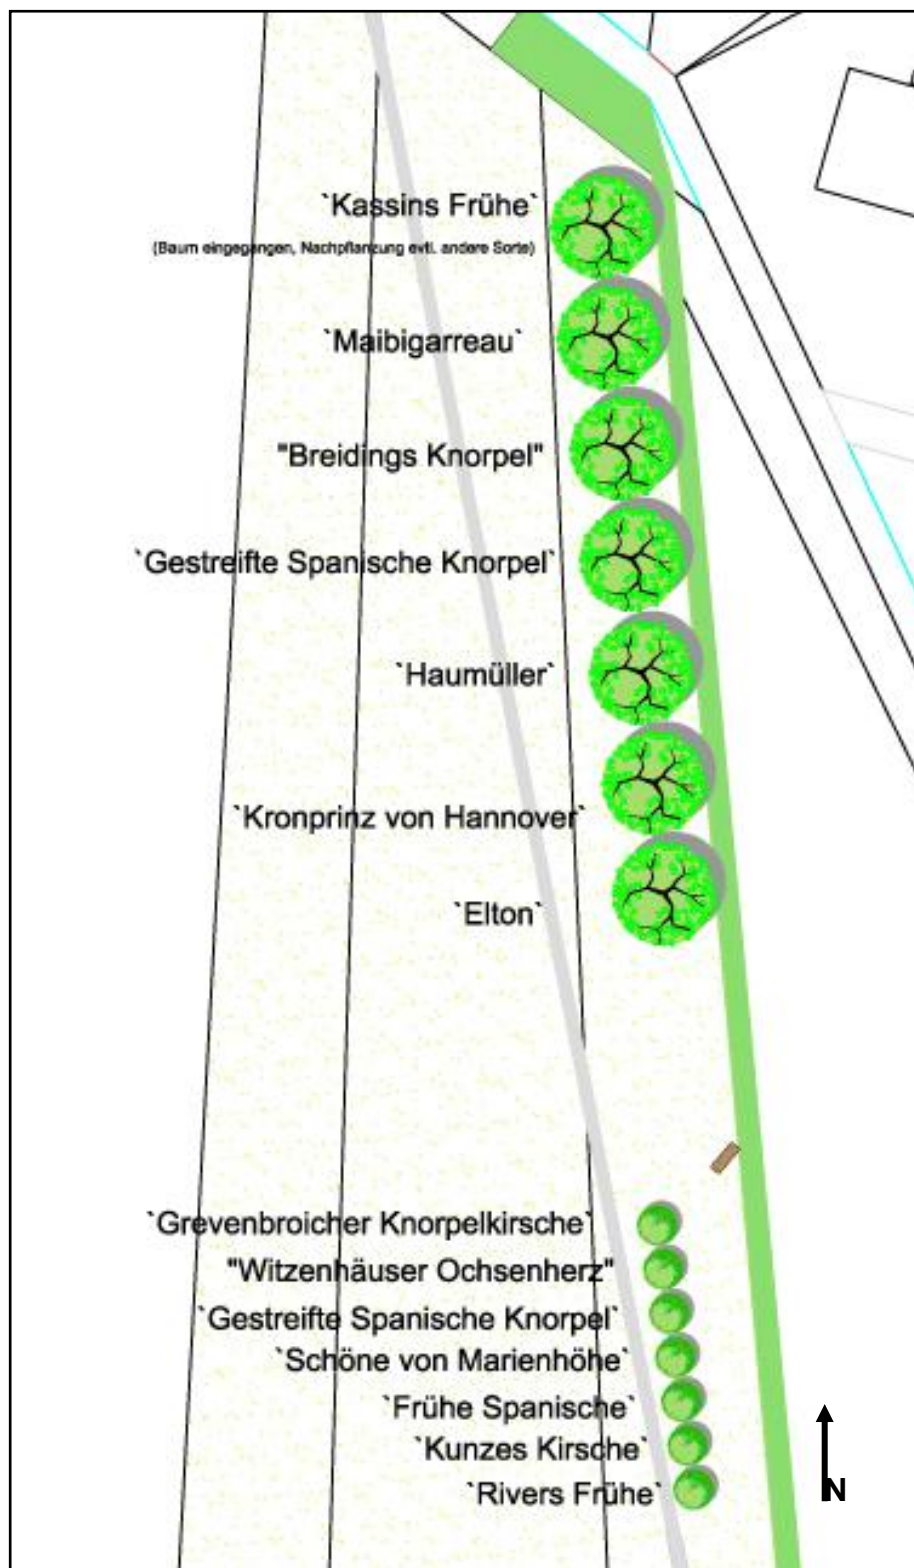 `Kassins Frühe`
(Baum eingegangen, Nachpflanzung evtl. andere Sorte)
`Maibigarreau`
"Breidings Knorpel"
`Gestreifte Spanische Knorpel`
`Haumüller`
`Kronprinz von Hannover`
`Elton`
`Grevenbroicher Knorpelkirsche`
"Witzenhäuser Ochsenherz"
`Gestreifte Spanische Knorpel`
`Schöne von Marienhöhe`
`Frühe Spanische`
`Kunzes Kirsche`
`Rivers Frühe`
N